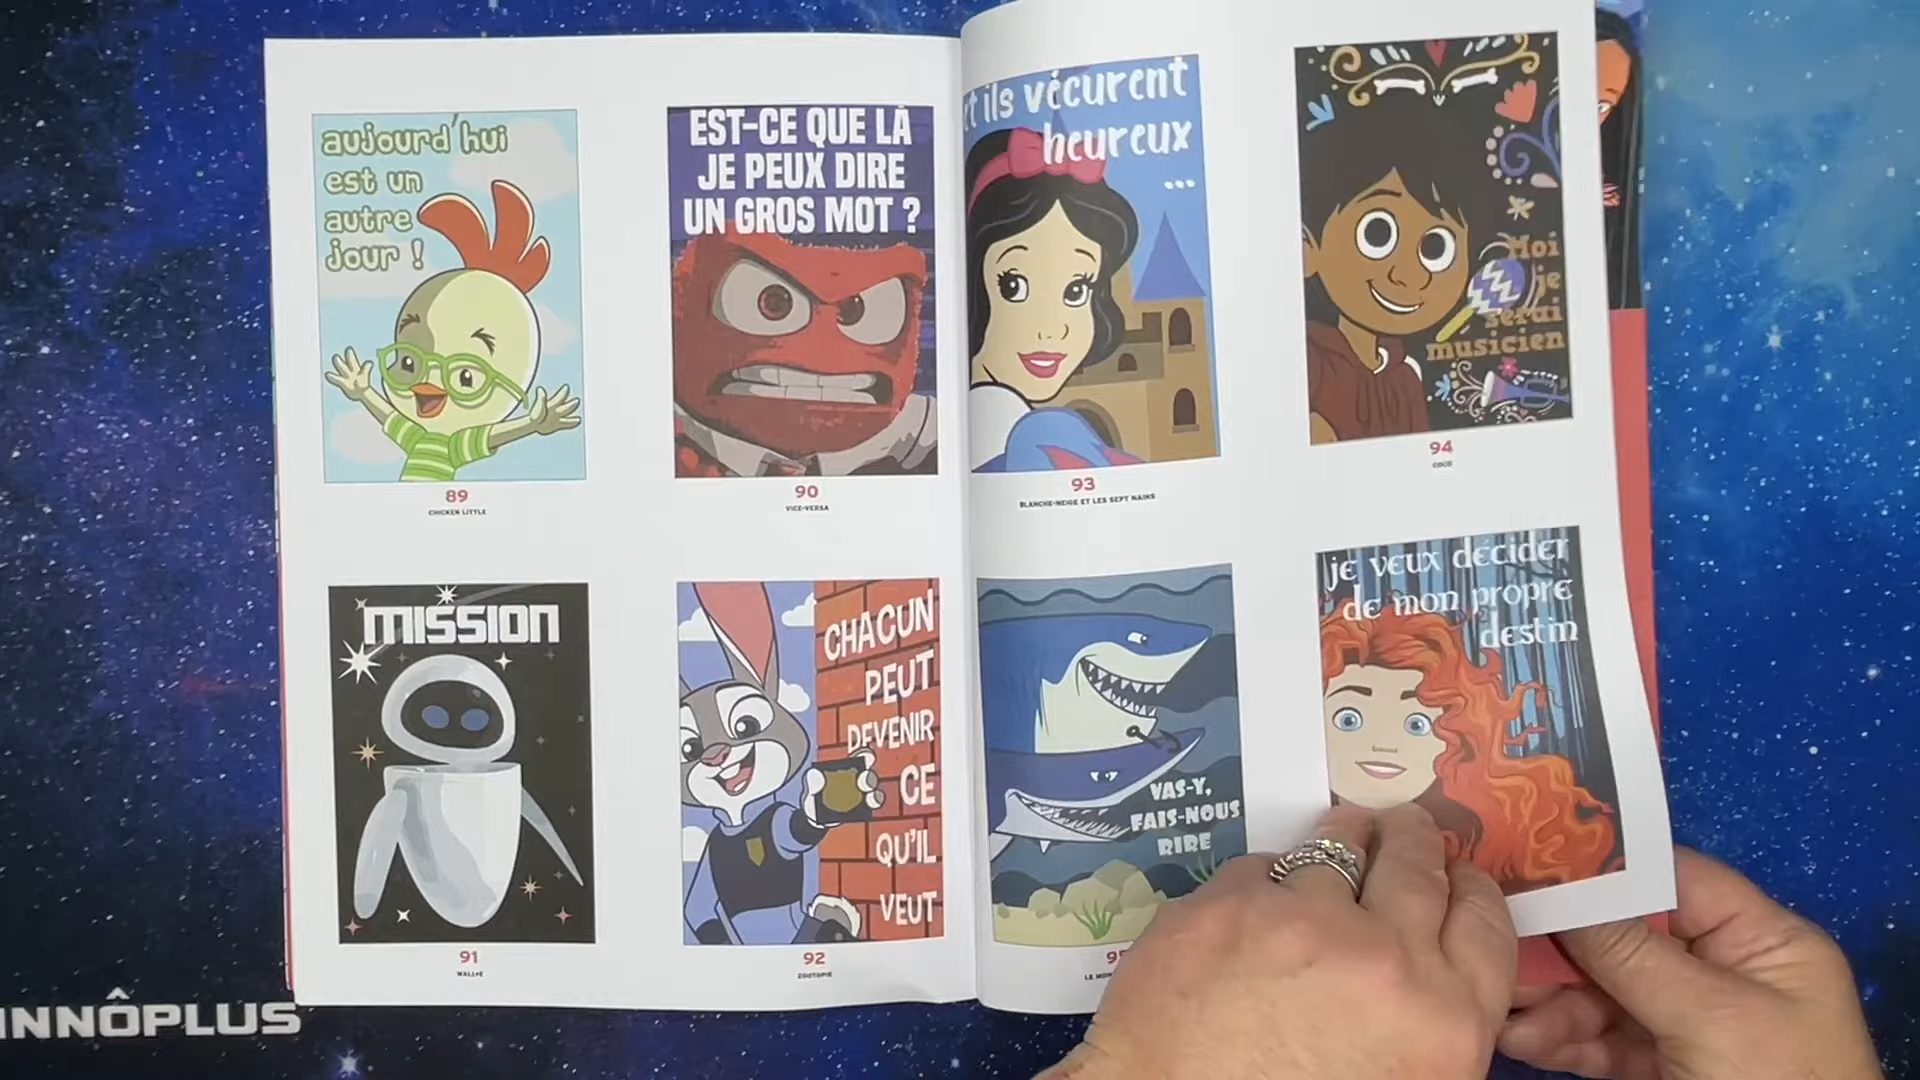 aujourd'hui
est un
autre
jour !
89
CHICKEN LITTLE
EST-CE QUE LÀ
JE PEUX DIRE
UN GROS MOT ?
90
VICE-VERSA
et ils vécurent
heureux
...
93
BLANCHE-NEIGE ET LES SEPT NAINS
Moi
je
serai
musicien
94
COCO
MISSION
91
WALL•E
CHACUN
PEUT
DEVENIR
CE
QU'IL
VEUT
92
ZOOTOPIE
VAS-Y,
FAIS-NOUS
RIRE
LE
je veux décider
de mon propre
destin
INNÔPLUS